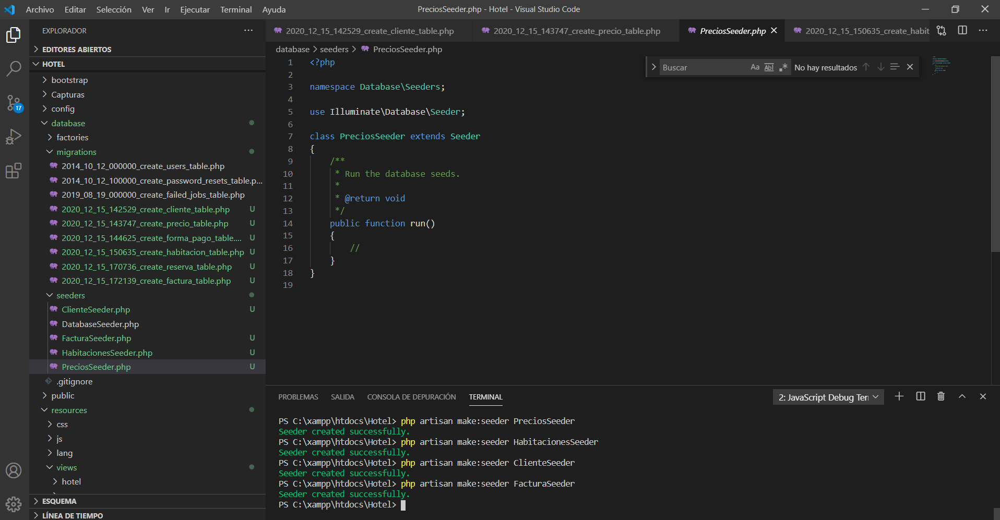 Archivo Editar Selección Ver Ir Ejecutar Terminal Ayuda
PreciosSeeder.php - Hotel - Visual Studio Code
EXPLORADOR
EDITORES ABIERTOS
HOTEL
bootstrap
Capturas
config
database
factories
migrations
2014_10_12_000000_create_users_table.php
2014_10_12_100000_create_password_resets_table.p...
2019_08_19_000000_create_failed_jobs_table.php
2020_12_15_142529_create_cliente_table.php U
2020_12_15_143747_create_precio_table.php U
2020_12_15_144625_create_forma_pago_table.... U
2020_12_15_150635_create_habitacion_table.php U
2020_12_15_170736_create_reserva_table.php U
2020_12_15_172139_create_factura_table.php U
seeders
ClienteSeeder.php U
DatabaseSeeder.php
FacturaSeeder.php U
HabitacionesSeeder.php U
PreciosSeeder.php U
.gitignore
public
resources
css
js
lang
views
hotel
ESQUEMA
LÍNEA DE TIEMPO
17
2020_12_15_142529_create_cliente_table.php 2020_12_15_143747_create_precio_table.php PreciosSeeder.php 2020_12_15_150635_create_habit
database > seeders > PreciosSeeder.php
Buscar Aa Abl .* No hay resultados
1 <?php
2
3 namespace Database\Seeders;
4
5 use Illuminate\Database\Seeder;
6
7 class PreciosSeeder extends Seeder
8 {
9 /**
10 * Run the database seeds.
11 *
12 * @return void
13 */
14 public function run()
15 {
16 //
17 }
18 }
19
PROBLEMAS SALIDA CONSOLA DE DEPURACIÓN TERMINAL
2: JavaScript Debug Ter
PS C:\xampp\htdocs\Hotel> php artisan make:seeder PreciosSeeder
Seeder created successfully.
PS C:\xampp\htdocs\Hotel> php artisan make:seeder HabitacionesSeeder
Seeder created successfully.
PS C:\xampp\htdocs\Hotel> php artisan make:seeder ClienteSeeder
Seeder created successfully.
PS C:\xampp\htdocs\Hotel> php artisan make:seeder FacturaSeeder
Seeder created successfully.
PS C:\xampp\htdocs\Hotel>